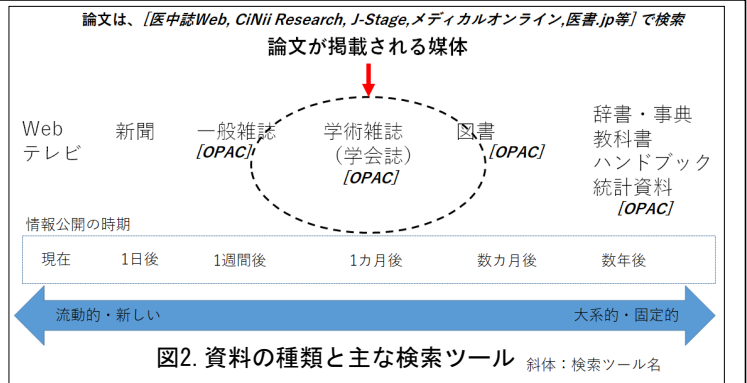 論文は、[医中誌Web, CiNii Research, J-Stage,メディカルオンライン,医書.jp等] で検索
論文が掲載される媒体
Web
テレビ
新聞
一般雑誌
[OPAC]
学術雑誌
（学会誌）
[OPAC]
図書
[OPAC]
辞書・事典
教科書
ハンドブック
統計資料
[OPAC]
情報公開の時期
現在
1日後
1週間後
1カ月後
数カ月後
数年後
流動的・新しい
大系的・固定的
図2. 資料の種類と主な検索ツール
斜体：検索ツール名